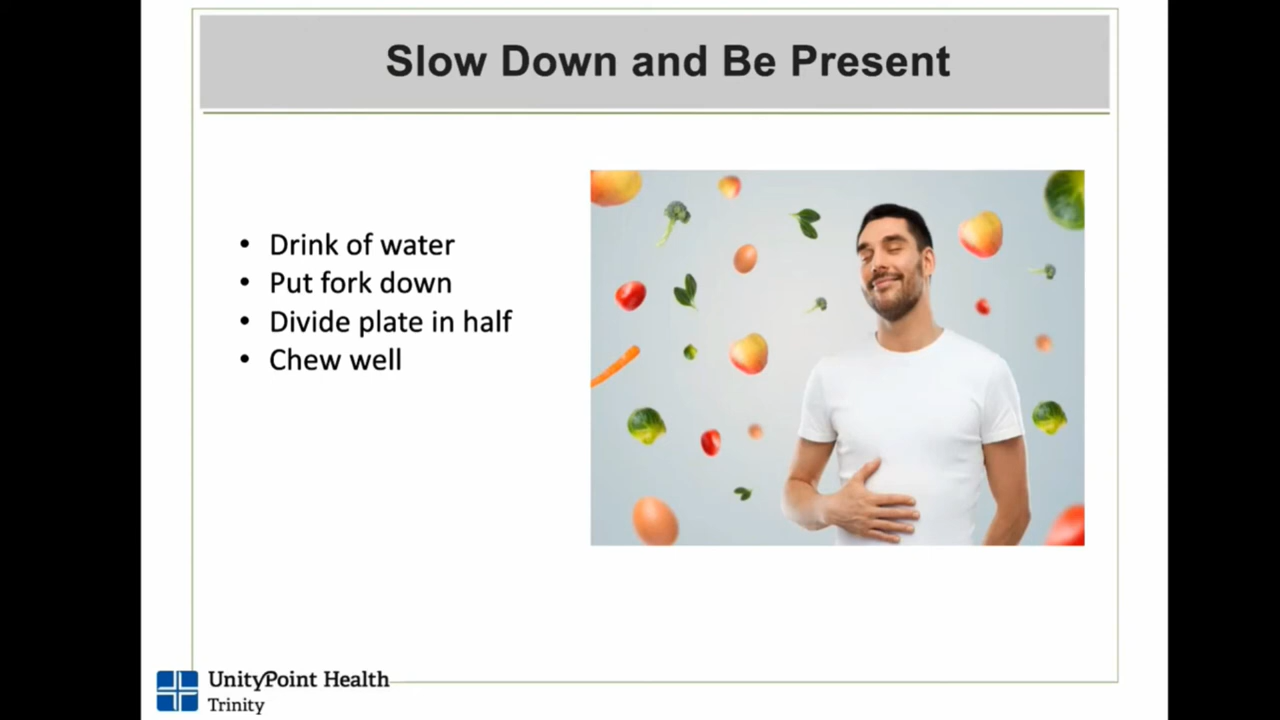 Slow Down and Be Present
• Drink of water
• Put fork down
• Divide plate in half
• Chew well
UnityPoint Health
Trinity